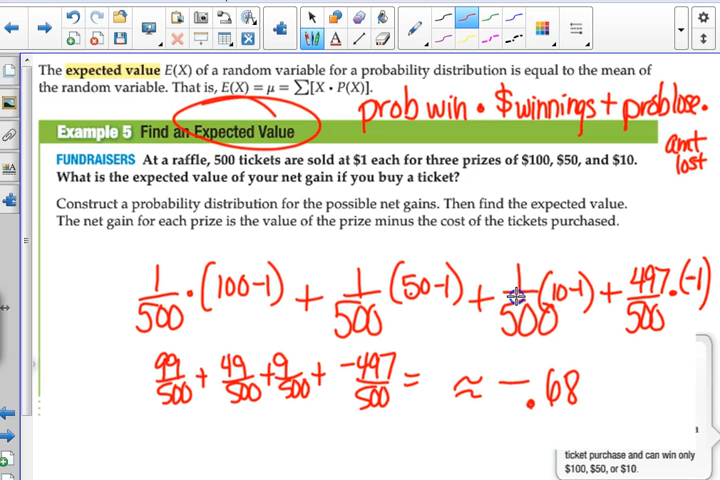 The expected value E(X) of a random variable for a probability distribution is equal to the mean of
the random variable. That is, E(X) = μ = Σ[X • P(X)].
prob win • $winnings + prob lose •
amt
lost
Example 5 Find an Expected Value
FUNDRAISERS At a raffle, 500 tickets are sold at $1 each for three prizes of $100, $50, and $10.
What is the expected value of your net gain if you buy a ticket?
Construct a probability distribution for the possible net gains. Then find the expected value.
The net gain for each prize is the value of the prize minus the cost of the tickets purchased.
1/500 • (100-1) + 1/500 (50-1) + 1/500 (10-1) + 497/500 • (-1)
99/500 + 49/500 + 9/500 + -497/500 = ≈ -.68
ticket purchase and can win only
$100, $50, or $10.